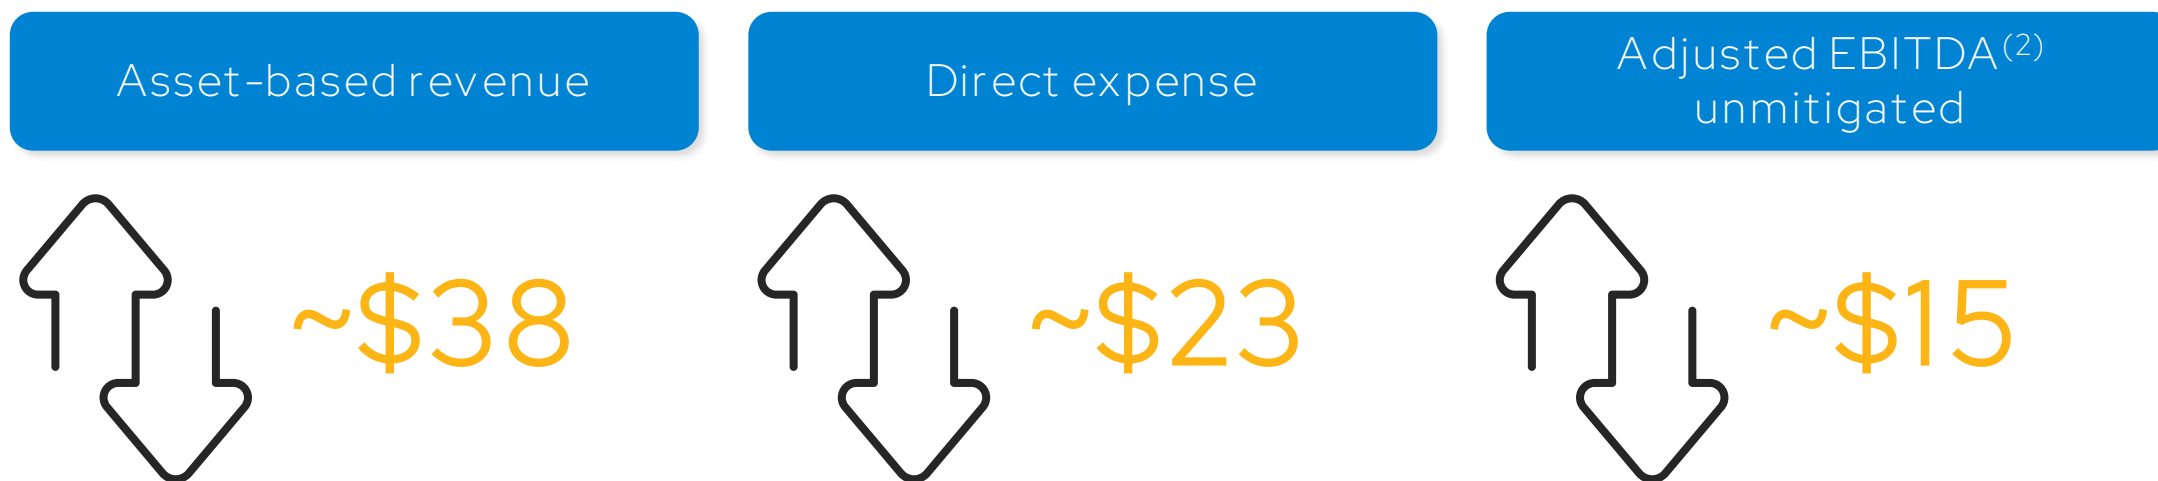 Asset-based revenue
Direct expense
Adjusted EBITDA(2)
unmitigated
~$38
~$23
~$15